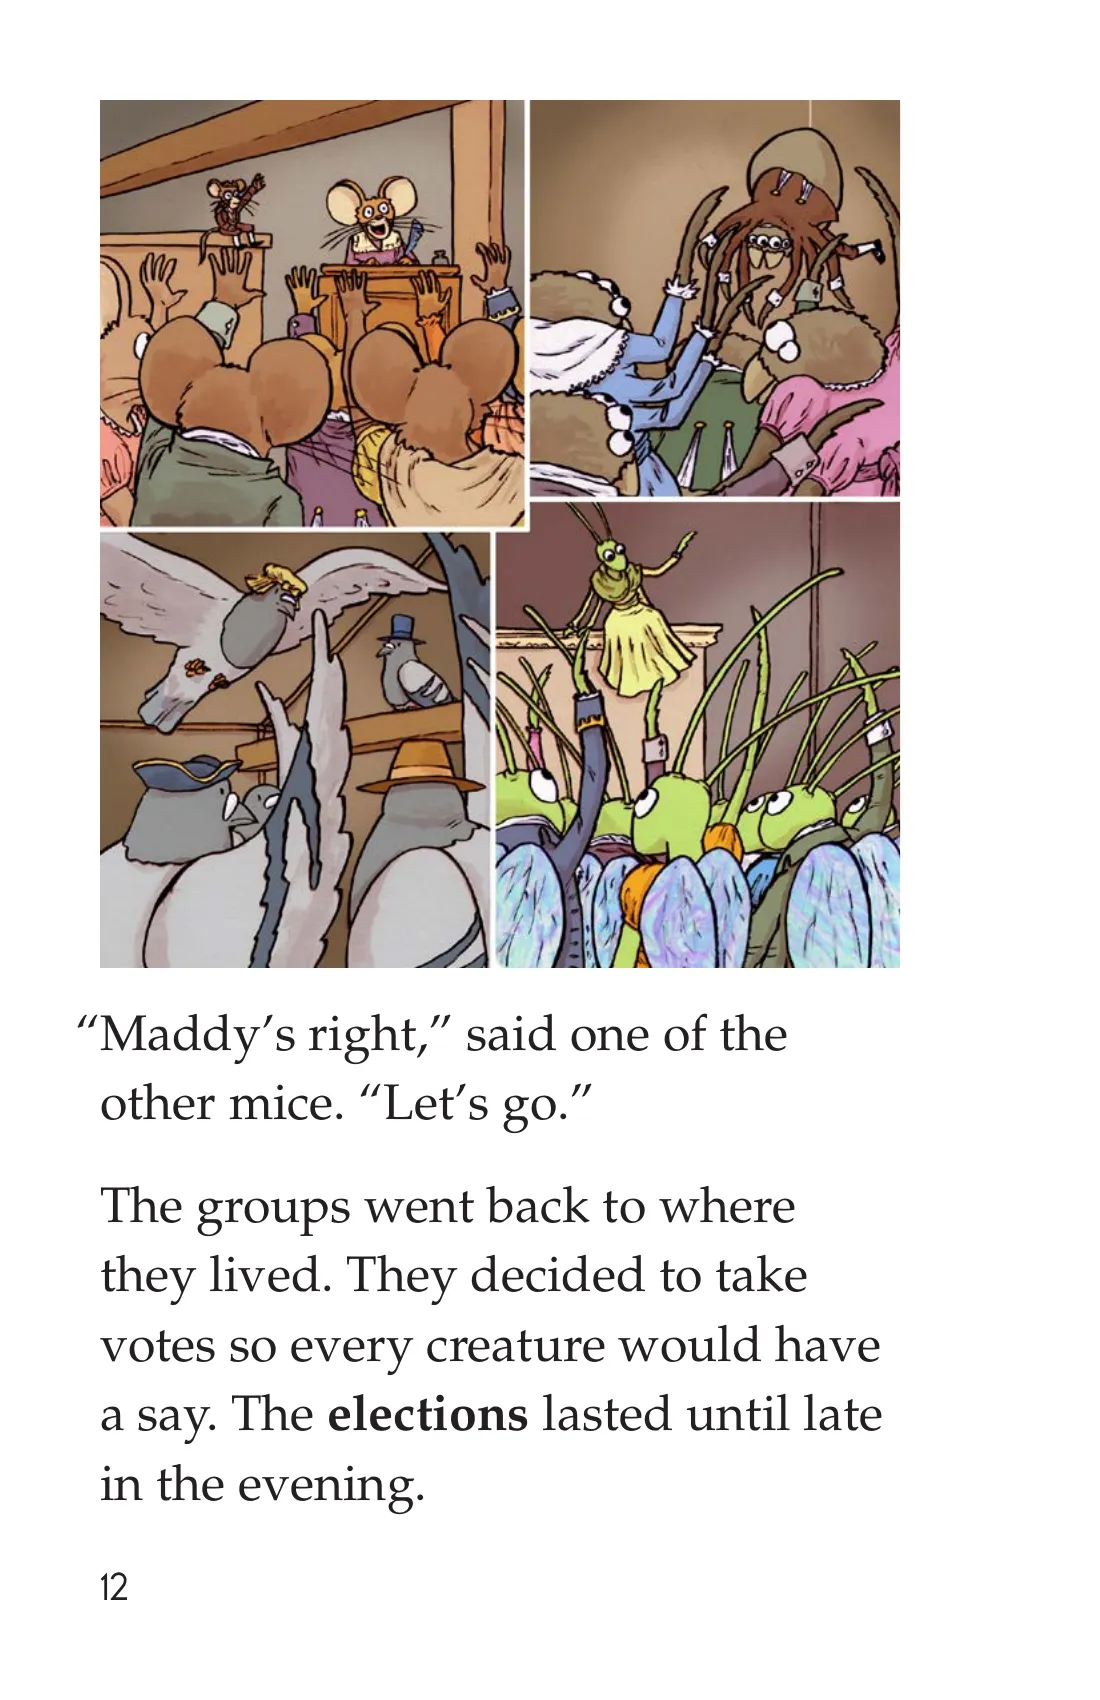 “Maddy’s right,” said one of the
other mice. “Let’s go.”
The groups went back to where
they lived. They decided to take
votes so every creature would have
a say. The elections lasted until late
in the evening.
12